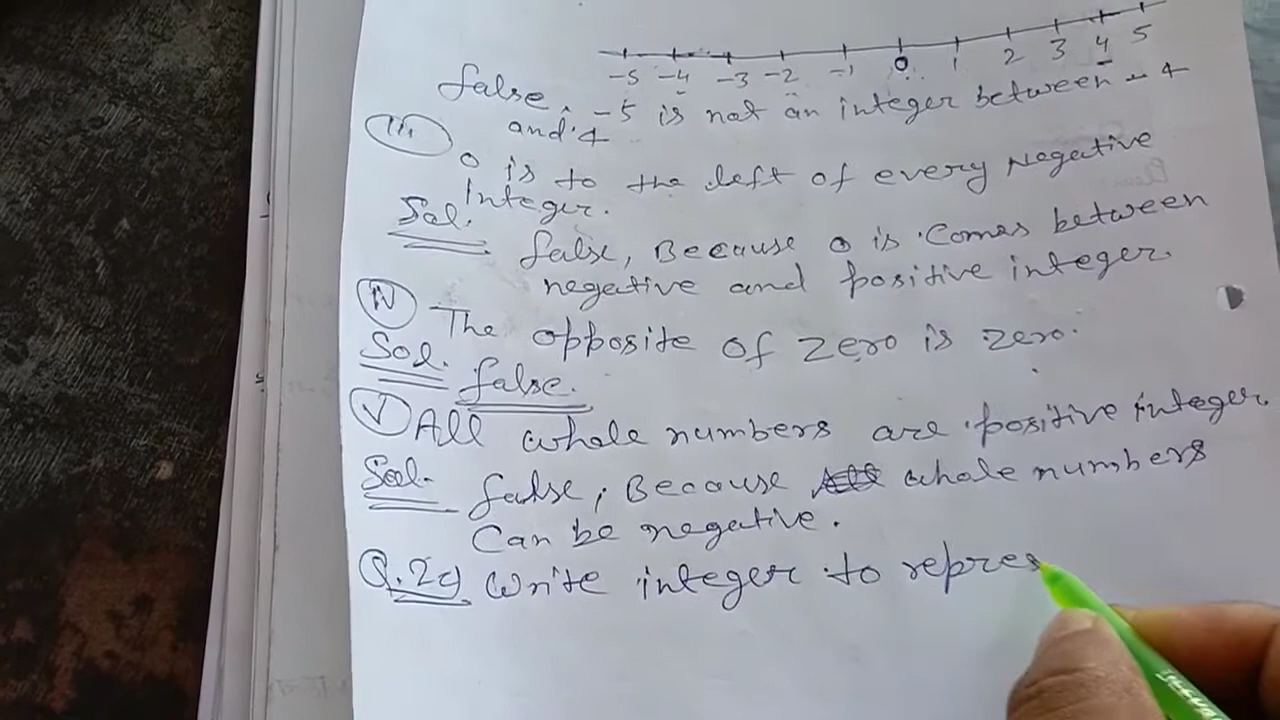 -5 -4 -3 -2 -1 0 1 2 3 4 5
false. -5 is not an integer between -4
and 4
(iii) 0 is to the left of every Negative
Integer.
Sol. false, Because 0 is comes between
negative and positive integer.
(iv) The opposite of zero is zero.
Sol. false.
(v) All whole numbers are positive integer.
Sol. false, Because whole numbers
can be negative.
Q.2) Write integer to repres